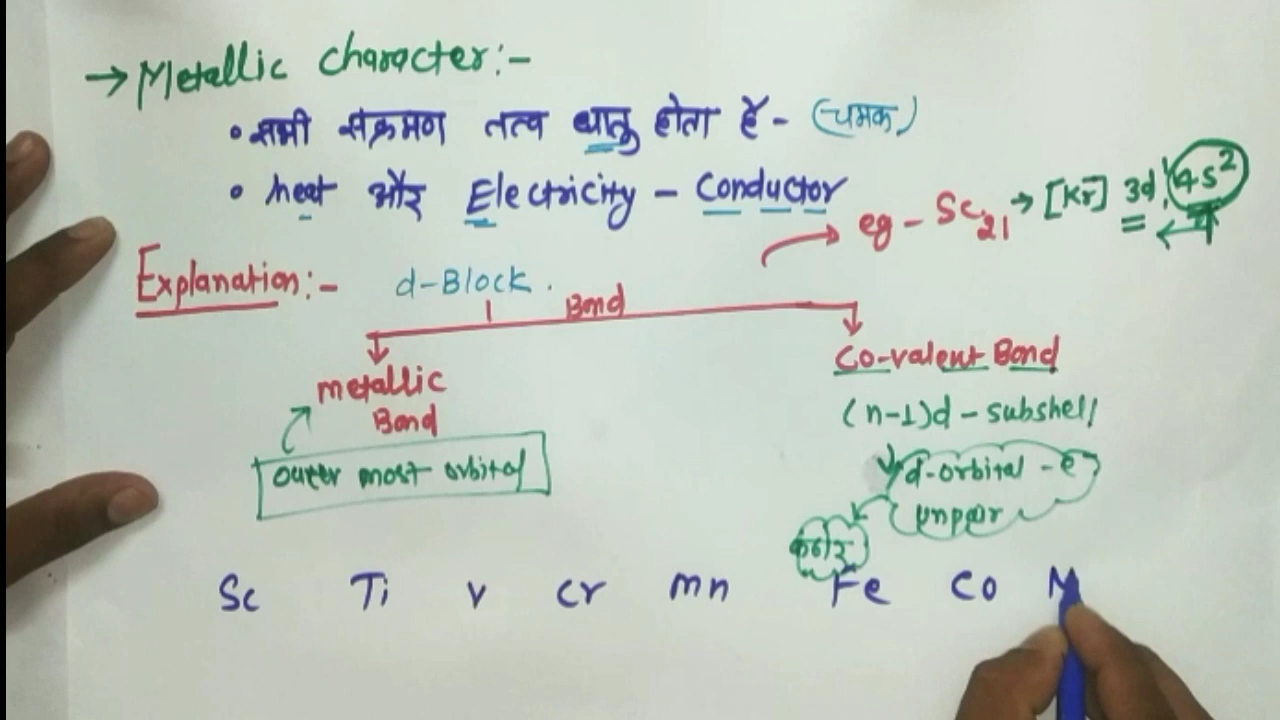 → Metallic character:-
• सभी संक्रमण तत्व धातु होता है - (चमक)
• heat और Electricity - Conductor
eg - Sc₂₁ → [Kr] 3d¹ 4s²
Explanation:- d-Block.
Bond
Metallic Bond
outer most orbital
Co-valent Bond
(n-1)d - subshell
d-orbital - e
unpair
कठोर
Sc Ti V Cr Mn Fe Co N